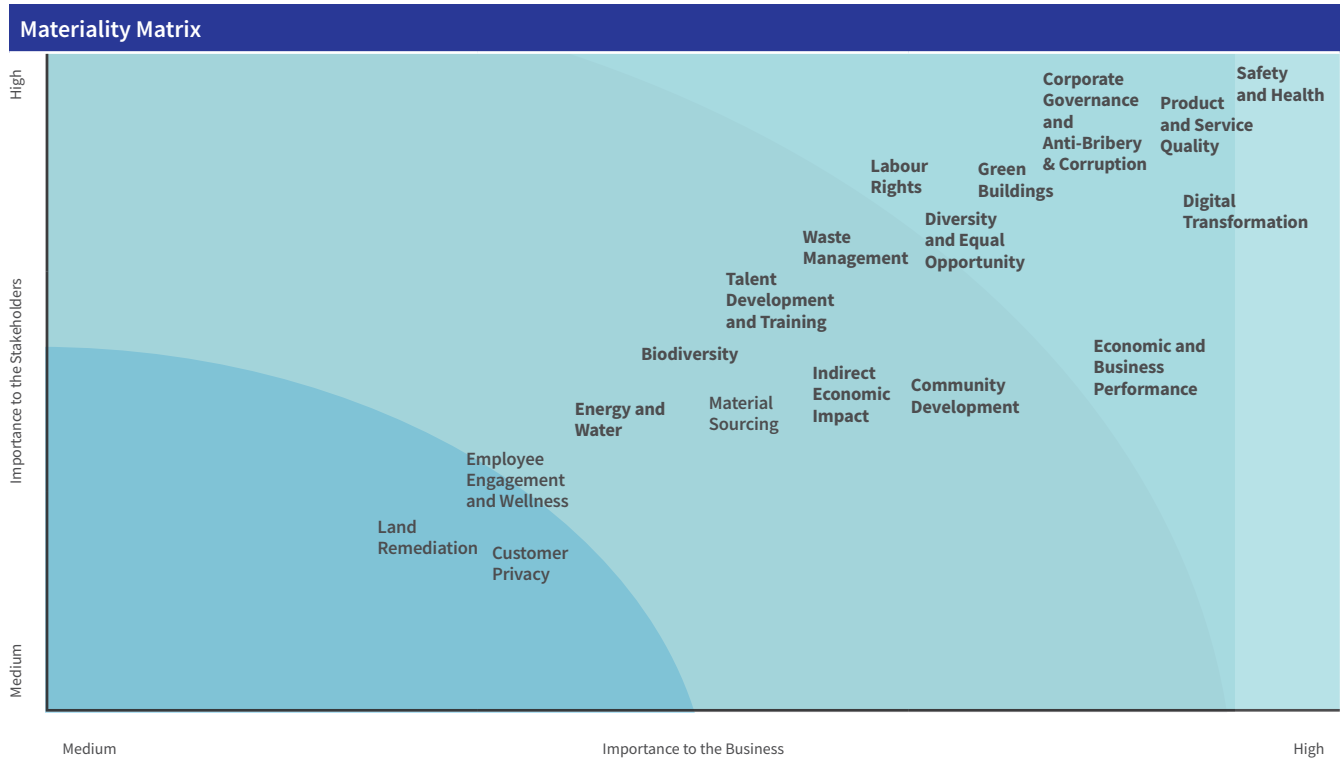 Materiality Matrix
High
Importance to the Stakeholders
Medium
Safety
and Health
Corporate
Governance
and
Anti-Bribery
& Corruption
Product
and Service
Quality
Labour
Rights
Green
Buildings
Digital
Transformation
Diversity
and Equal
Opportunity
Waste
Management
Talent
Development
and Training
Biodiversity
Economic and
Business
Performance
Indirect
Economic
Impact
Community
Development
Material
Sourcing
Energy and
Water
Employee
Engagement
and Wellness
Land
Remediation
Customer
Privacy
Medium
Importance to the Business
High